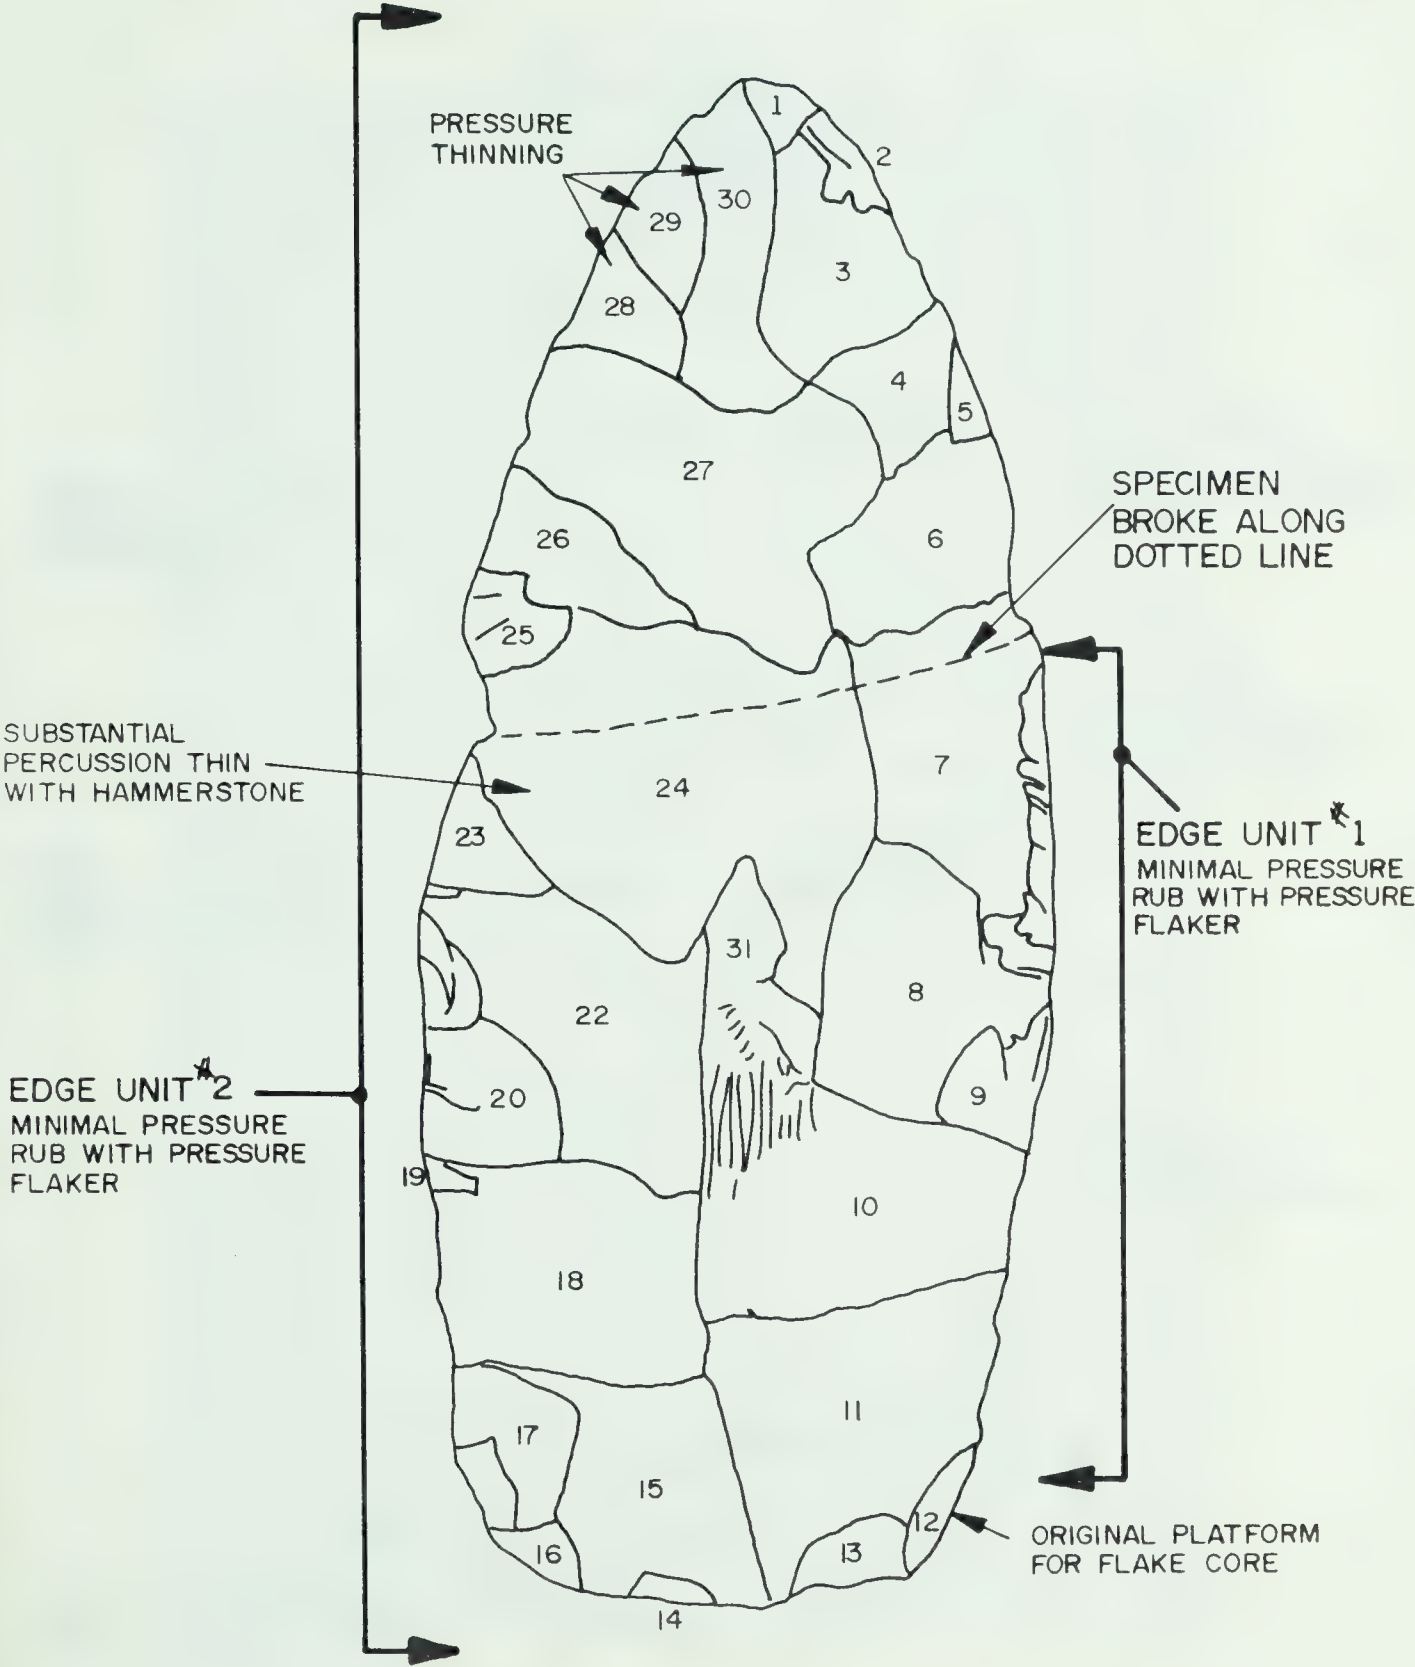 PRESSURE
THINNING
1
2
30
29
3
28
4
5
27
SPECIMEN
BROKE ALONG
DOTTED LINE
26
6
25
SUBSTANTIAL
PERCUSSION THIN
WITH HAMMERSTONE
24
7
23
EDGE UNIT #1
MINIMAL PRESSURE
RUB WITH PRESSURE
FLAKER
31
8
22
EDGE UNIT #2
MINIMAL PRESSURE
RUB WITH PRESSURE
FLAKER
20
9
19
10
18
11
17
15
12
ORIGINAL PLATFORM
FOR FLAKE CORE
16
13
14